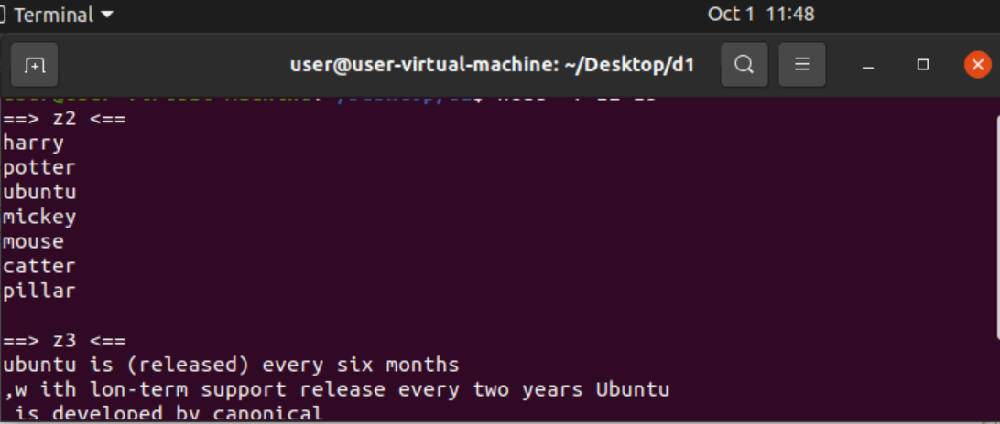 Terminal
Oct 1 11:48
user@user-virtual-machine: ~/Desktop/d1
==> z2 <==
harry
potter
ubuntu
mickey
mouse
catter
pillar
==> z3 <==
ubuntu is (released) every six months
,w ith lon-term support release every two years Ubuntu
is developed by canonical